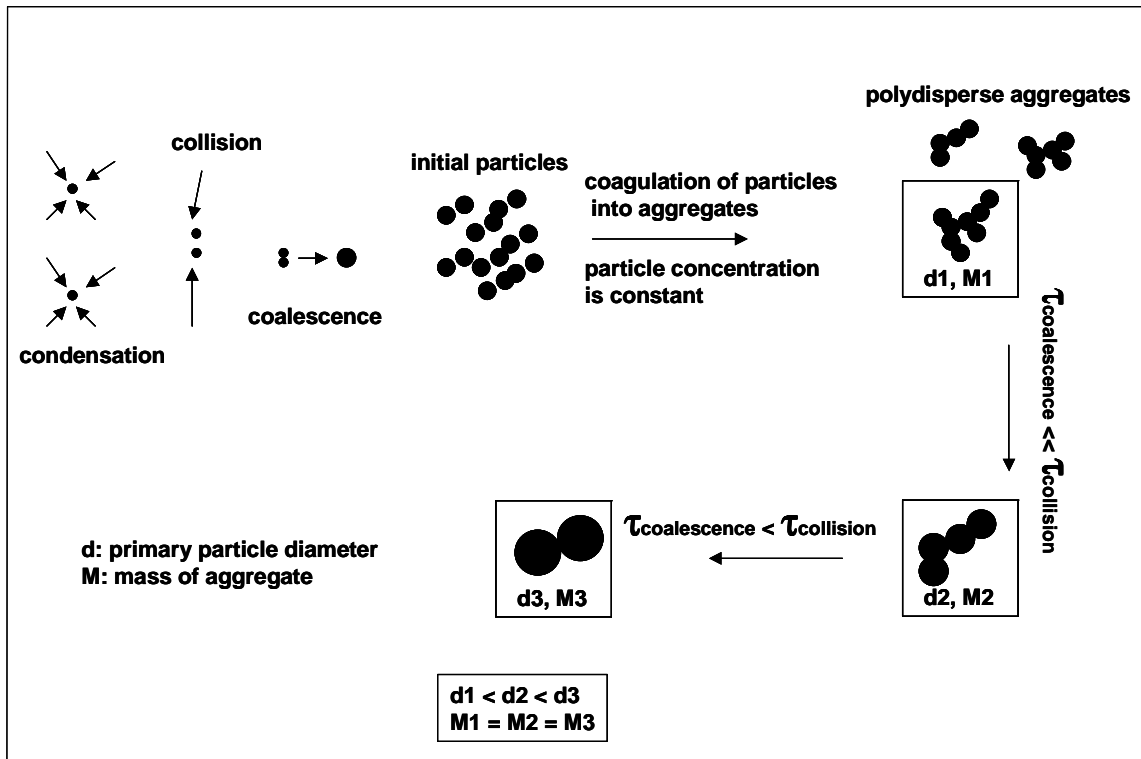 polydisperse aggregates
collision
initial particles
coagulation of particles
into aggregates
particle concentration
is constant
d1, M1
coalescence
condensation
τcoalescence << τcollision
τcoalescence < τcollision
d: primary particle diameter
M: mass of aggregate
d3, M3
d2, M2
d1 < d2 < d3
M1 = M2 = M3